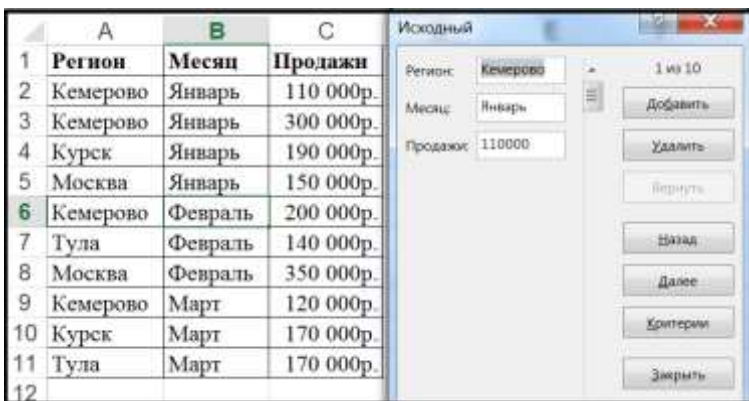 A B C
1 Регион Месяц Продажи
2 Кемерово Январь 110 000р.
3 Кемерово Январь 300 000р.
4 Курск Январь 190 000р.
5 Москва Январь 150 000р.
6 Кемерово Февраль 200 000р.
7 Тула Февраль 140 000р.
8 Москва Февраль 350 000р.
9 Кемерово Март 120 000р.
10 Курск Март 170 000р.
11 Тула Март 170 000р.
12
Исходный
Регион: Кемерово
Месяц: Январь
Продажи: 110000
1 из 10
Добавить
Удалить
Вернуть
Назад
Далее
Критерии
Закрыть